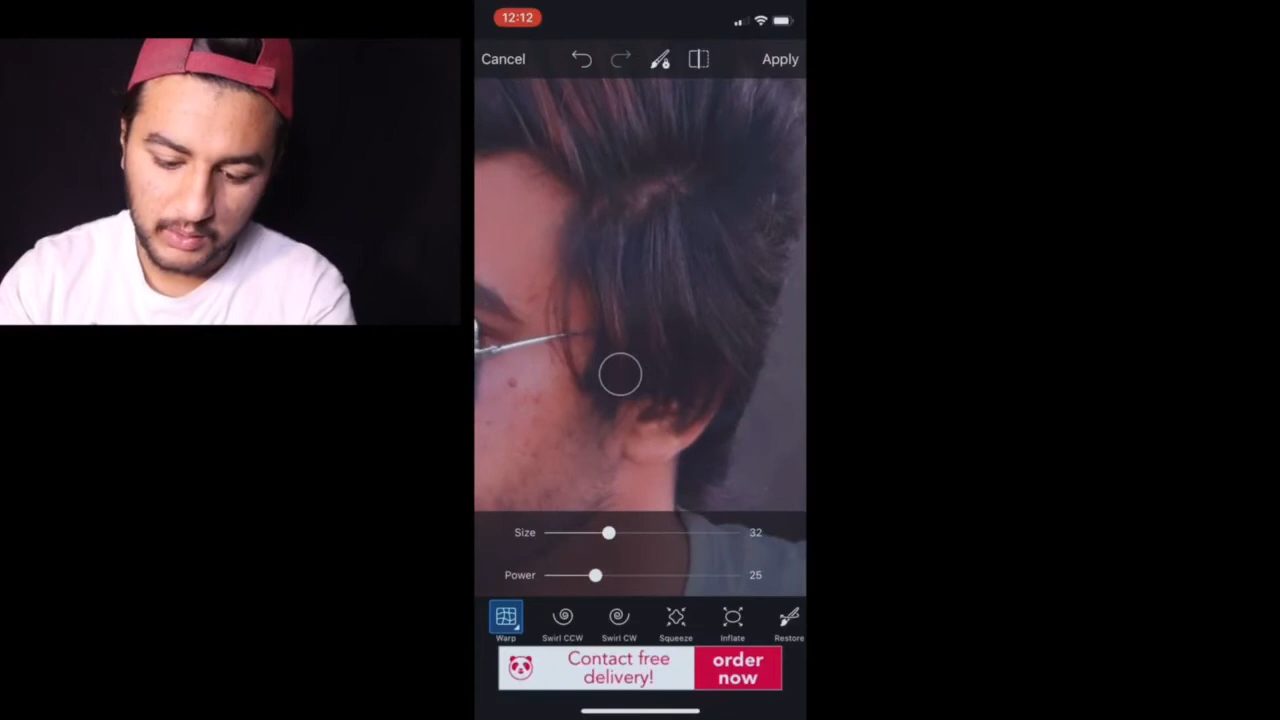 12:12
Cancel
Apply
Size 32
Power 25
Warp Swirl CCW Swirl CW Squeeze Inflate Restore
Contact free
delivery!
order
now